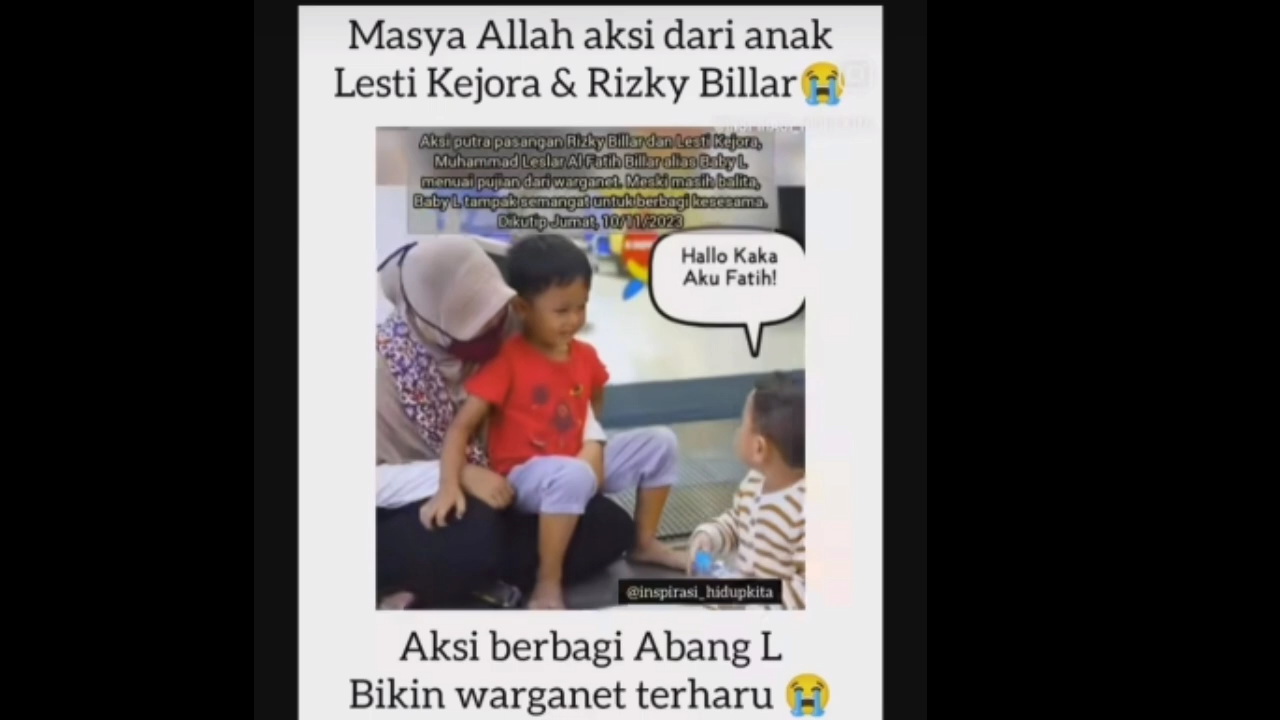 Masya Allah aksi dari anak
Lesti Kejora & Rizky Billar😭
Aksi putra pasangan Rizky Billar dan Lesti Kejora,
Muhammad Leslar Al Fatih Billar alias Baby L
menuai pujian dari warganet. Meski masih balita,
Baby L tampak semangat untuk berbagi kesesama.
Dikutip Jumat, 10/11/2023
Hallo Kaka
Aku Fatih!
@inspirasi_hidupkita
Aksi berbagi Abang L
Bikin warganet terharu 😭